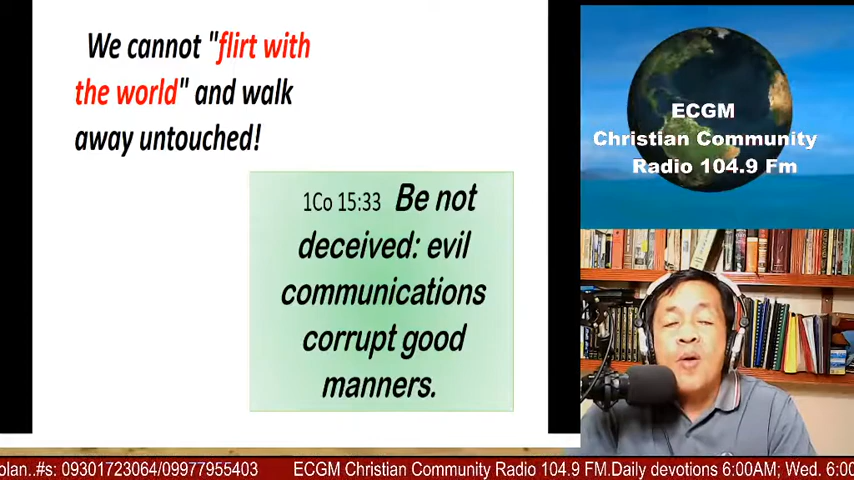 We cannot "flirt with
the world" and walk
away untouched!
1Co 15:33 Be not
deceived: evil
communications
corrupt good
manners.
ECGM
Christian Community
Radio 104.9 Fm
olan..#s: 09301723064/09977955403 ECGM Christian Community Radio 104.9 FM.Daily devotions 6:00AM; Wed. 6:00